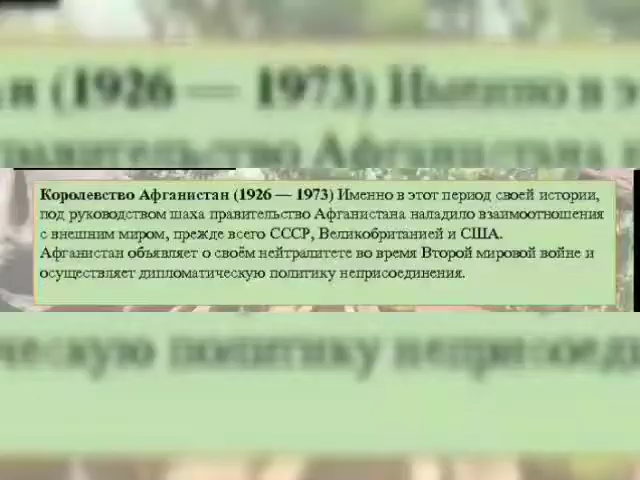 Королевство Афганистан (1926 — 1973) Именно в этот период своей истории,
под руководством шаха правительство Афганистана наладило взаимоотношения
с внешним миром, прежде всего СССР, Великобританией и США.
Афганистан объявляет о своём нейтралитете во время Второй мировой войне и
осуществляет дипломатическую политику неприсоединения.